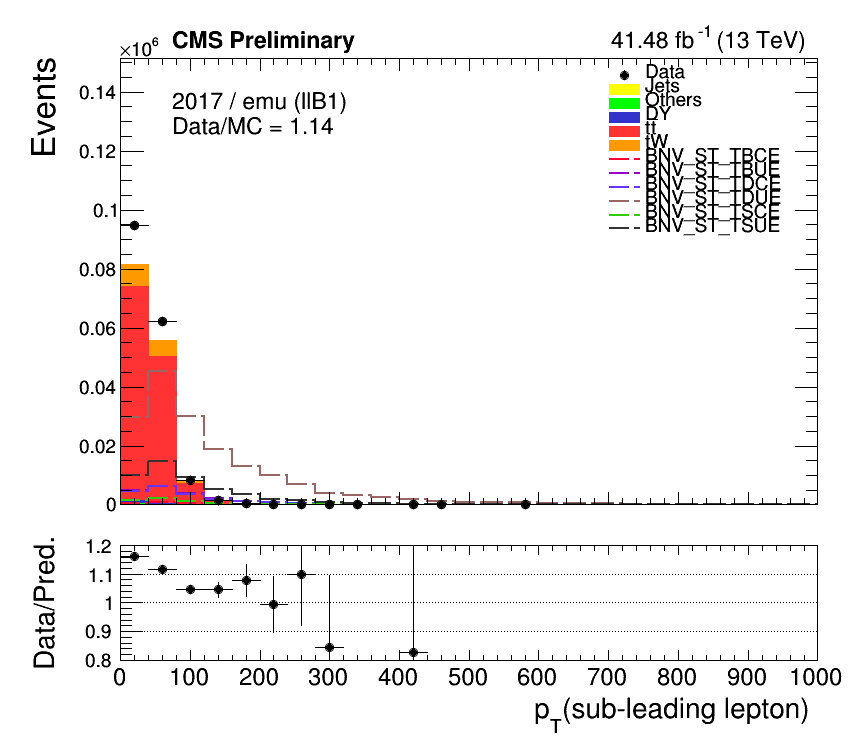 ×10⁶ CMS Preliminary 41.48 fb⁻¹ (13 TeV)
Events
2017 / emu (llB1)
Data/MC = 1.14
Data
Jets
Others
DY
tt
tW
BNV_ST_TBCE
BNV_ST_TBUE
BNV_ST_TDCE
BNV_ST_TDUE
BNV_ST_TSCE
BNV_ST_TSUE
0.14
0.12
0.1
0.08
0.06
0.04
0.02
0
Data/Pred.
1.2
1.1
1
0.9
0.8
0 100 200 300 400 500 600 700 800 900 1000
p_T(sub-leading lepton)